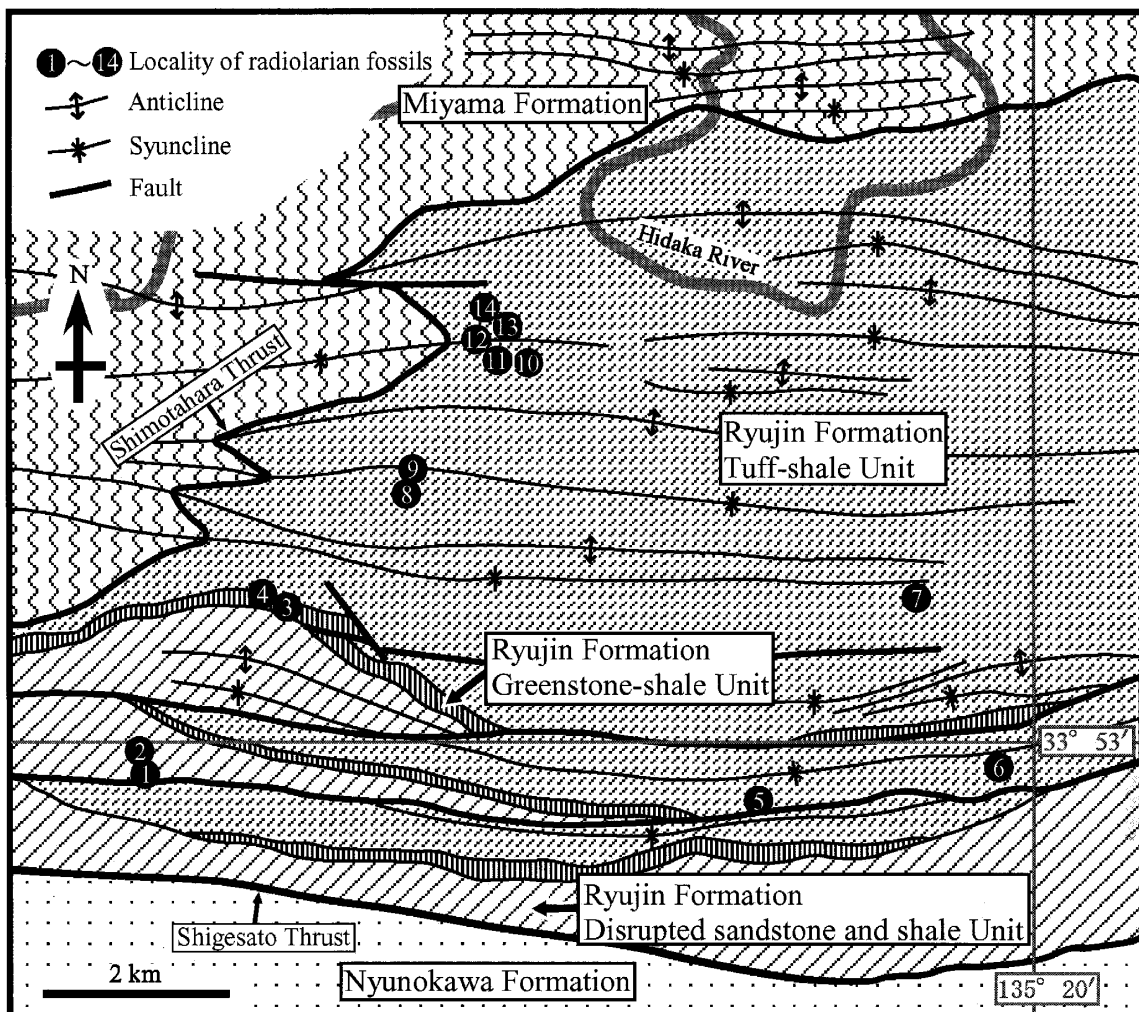 1~14 Locality of radiolarian fossils
Anticline
Syuncline
Fault
Miyama Formation
Hidaka River
N
Shimotahara Thrust
14
13
12
11
10
Ryujin Formation
Tuff-shale Unit
9
8
7
4
3
Ryujin Formation
Greenstone-shale Unit
33° 53′
2
1
6
5
Ryujin Formation
Disrupted sandstone and shale Unit
Shigesato Thrust
2 km
Nyunokawa Formation
135° 20′